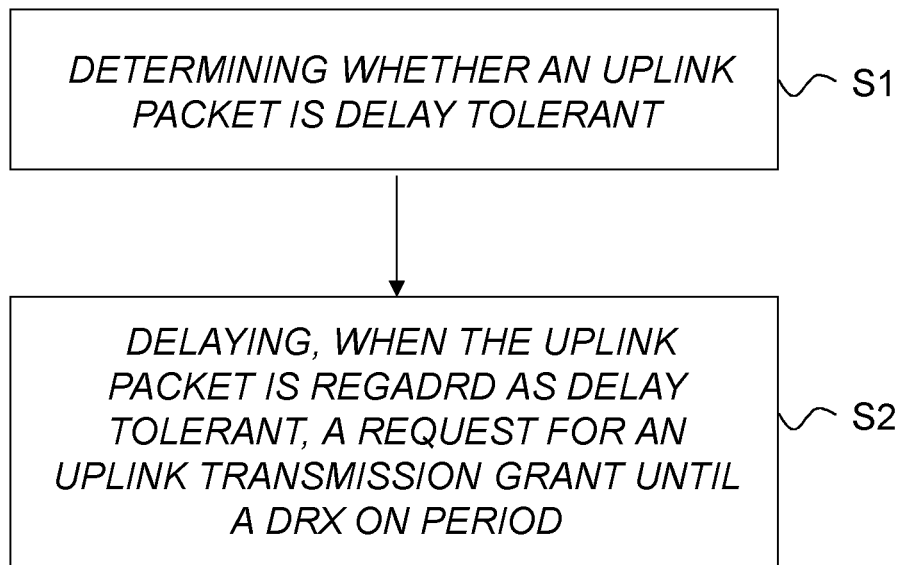 DETERMINING WHETHER AN UPLINK
PACKET IS DELAY TOLERANT
S1
DELAYING, WHEN THE UPLINK
PACKET IS REGADRD AS DELAY
TOLERANT, A REQUEST FOR AN
UPLINK TRANSMISSION GRANT UNTIL
A DRX ON PERIOD
S2